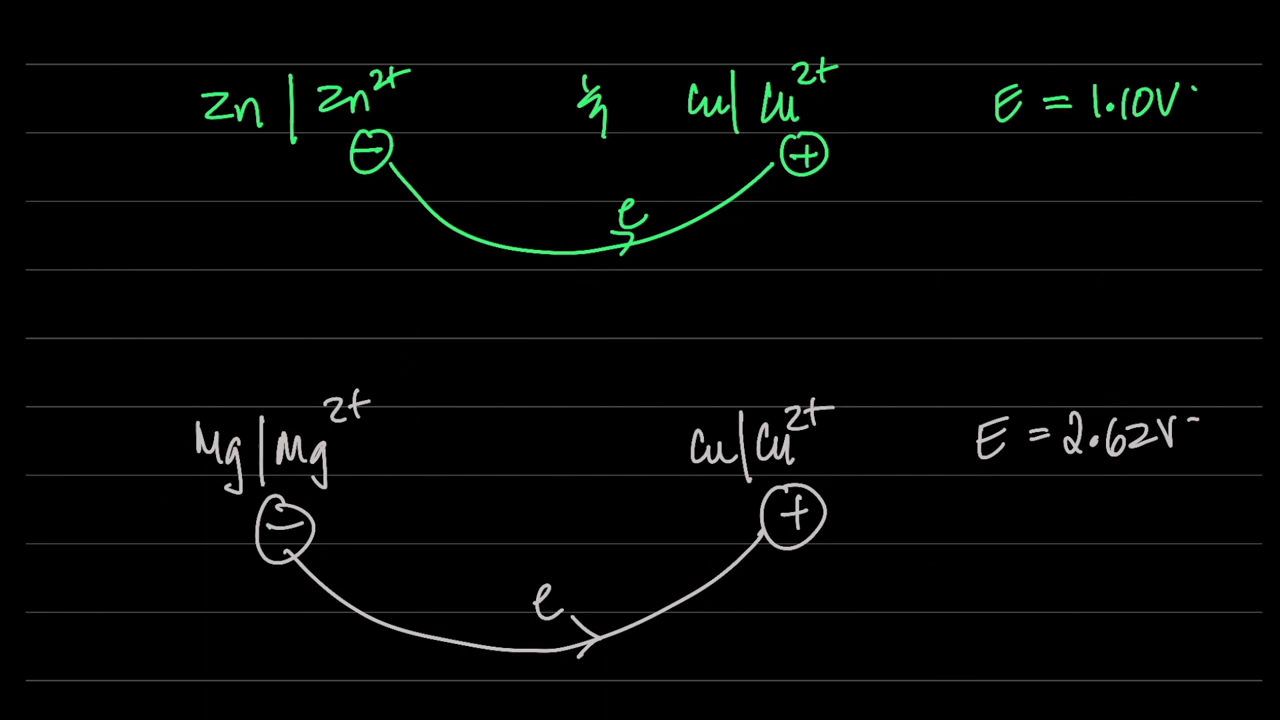 Zn | Zn²⁺ & Cu | Cu²⁺ E = 1.10V
⊖ ⊕
e
Mg | Mg²⁺ Cu | Cu²⁺ E = 2.62V
⊖ ⊕
e